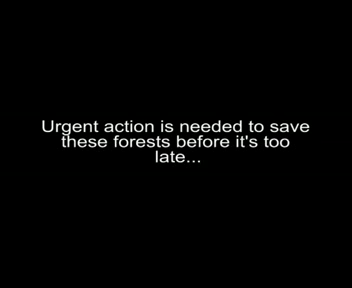 Urgent action is needed to save
these forests before it's too
late...